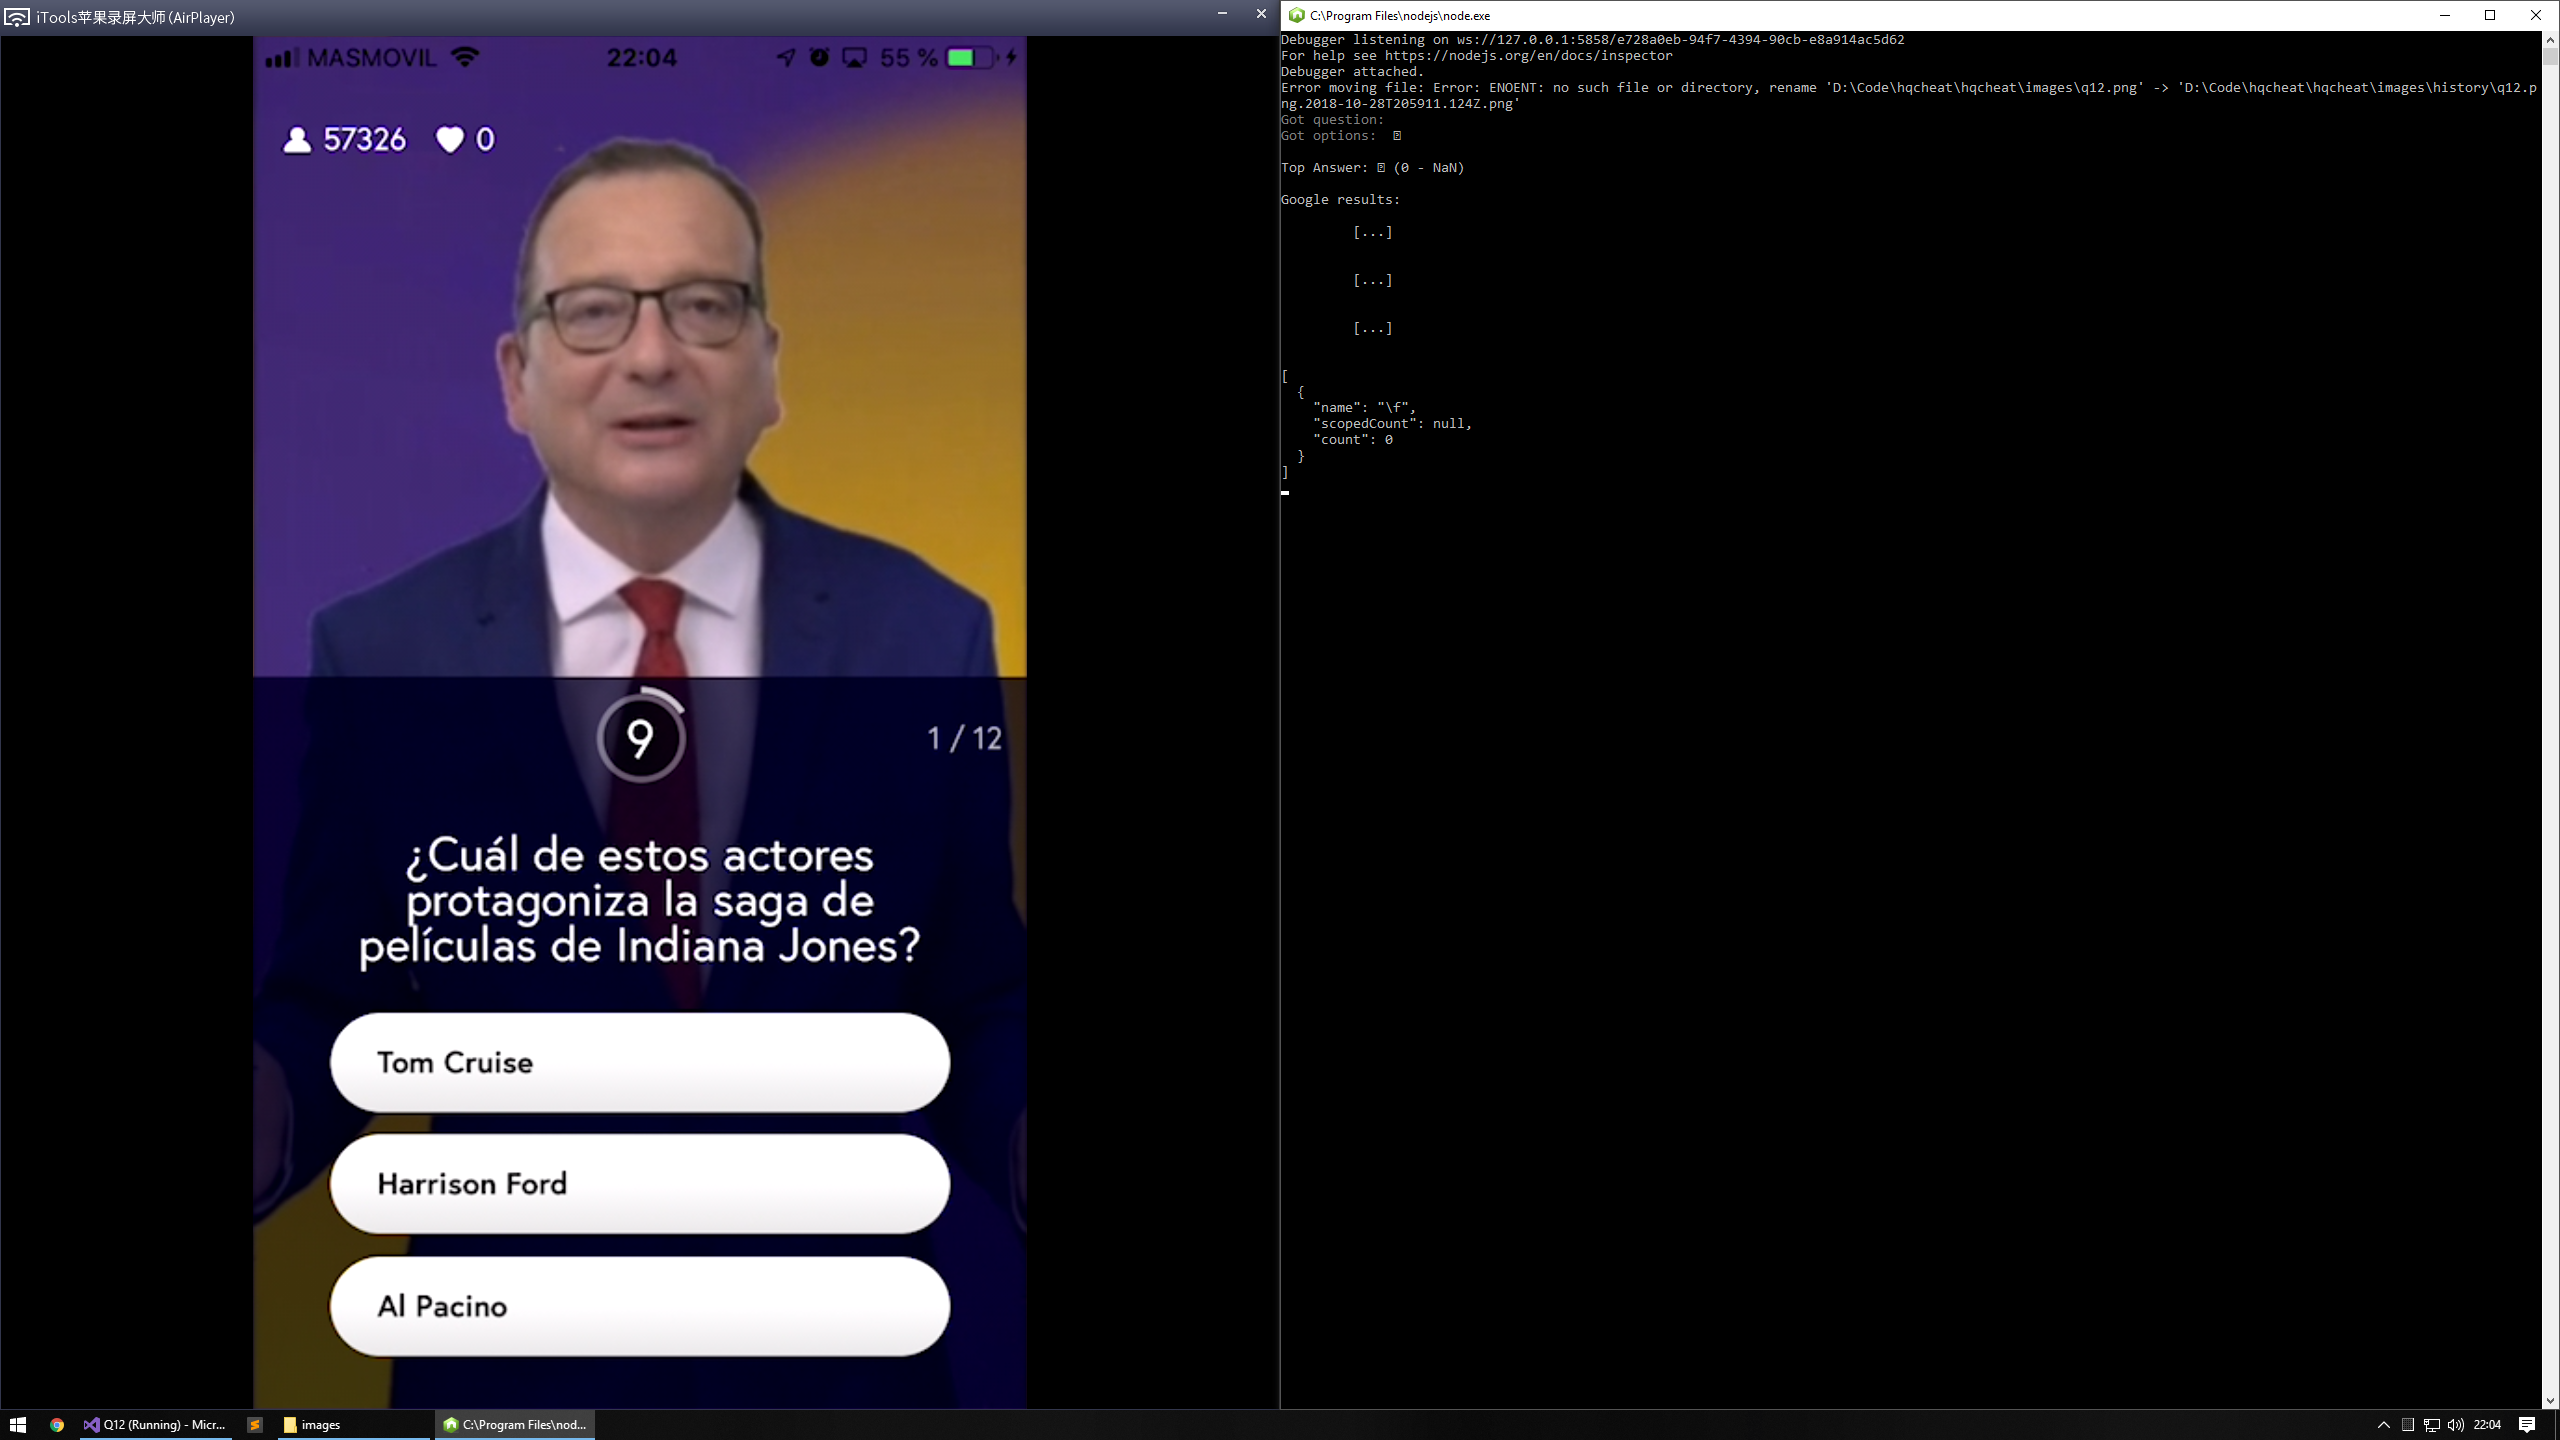 iTools苹果录屏大师 (AirPlayer)
MASMOVIL
22:04
55 %
57326
0
9
1 / 12
¿Cuál de estos actores
protagoniza la saga de
películas de Indiana Jones?
Tom Cruise
Harrison Ford
Al Pacino
C:\Program Files\nodejs\node.exe
Debugger listening on ws://127.0.0.1:5858/e728a0eb-94f7-4394-90cb-e8a914ac5d62
For help see https://nodejs.org/en/docs/inspector
Debugger attached.
Error moving file: Error: ENOENT: no such file or directory, rename 'D:\Code\hqcheat\hqcheat\images\q12.png' -> 'D:\Code\hqcheat\hqcheat\images\history\q12.p
ng.2018-10-28T205911.124Z.png'
Got question:
Got options:
Top Answer: (0 - NaN)
Google results:
[...]
[...]
[...]
[
{
"name": "\f",
"scopedCount": null,
"count": 0
}
]
Q12 (Running) - Micr...
images
C:\Program Files\nod...
22:04